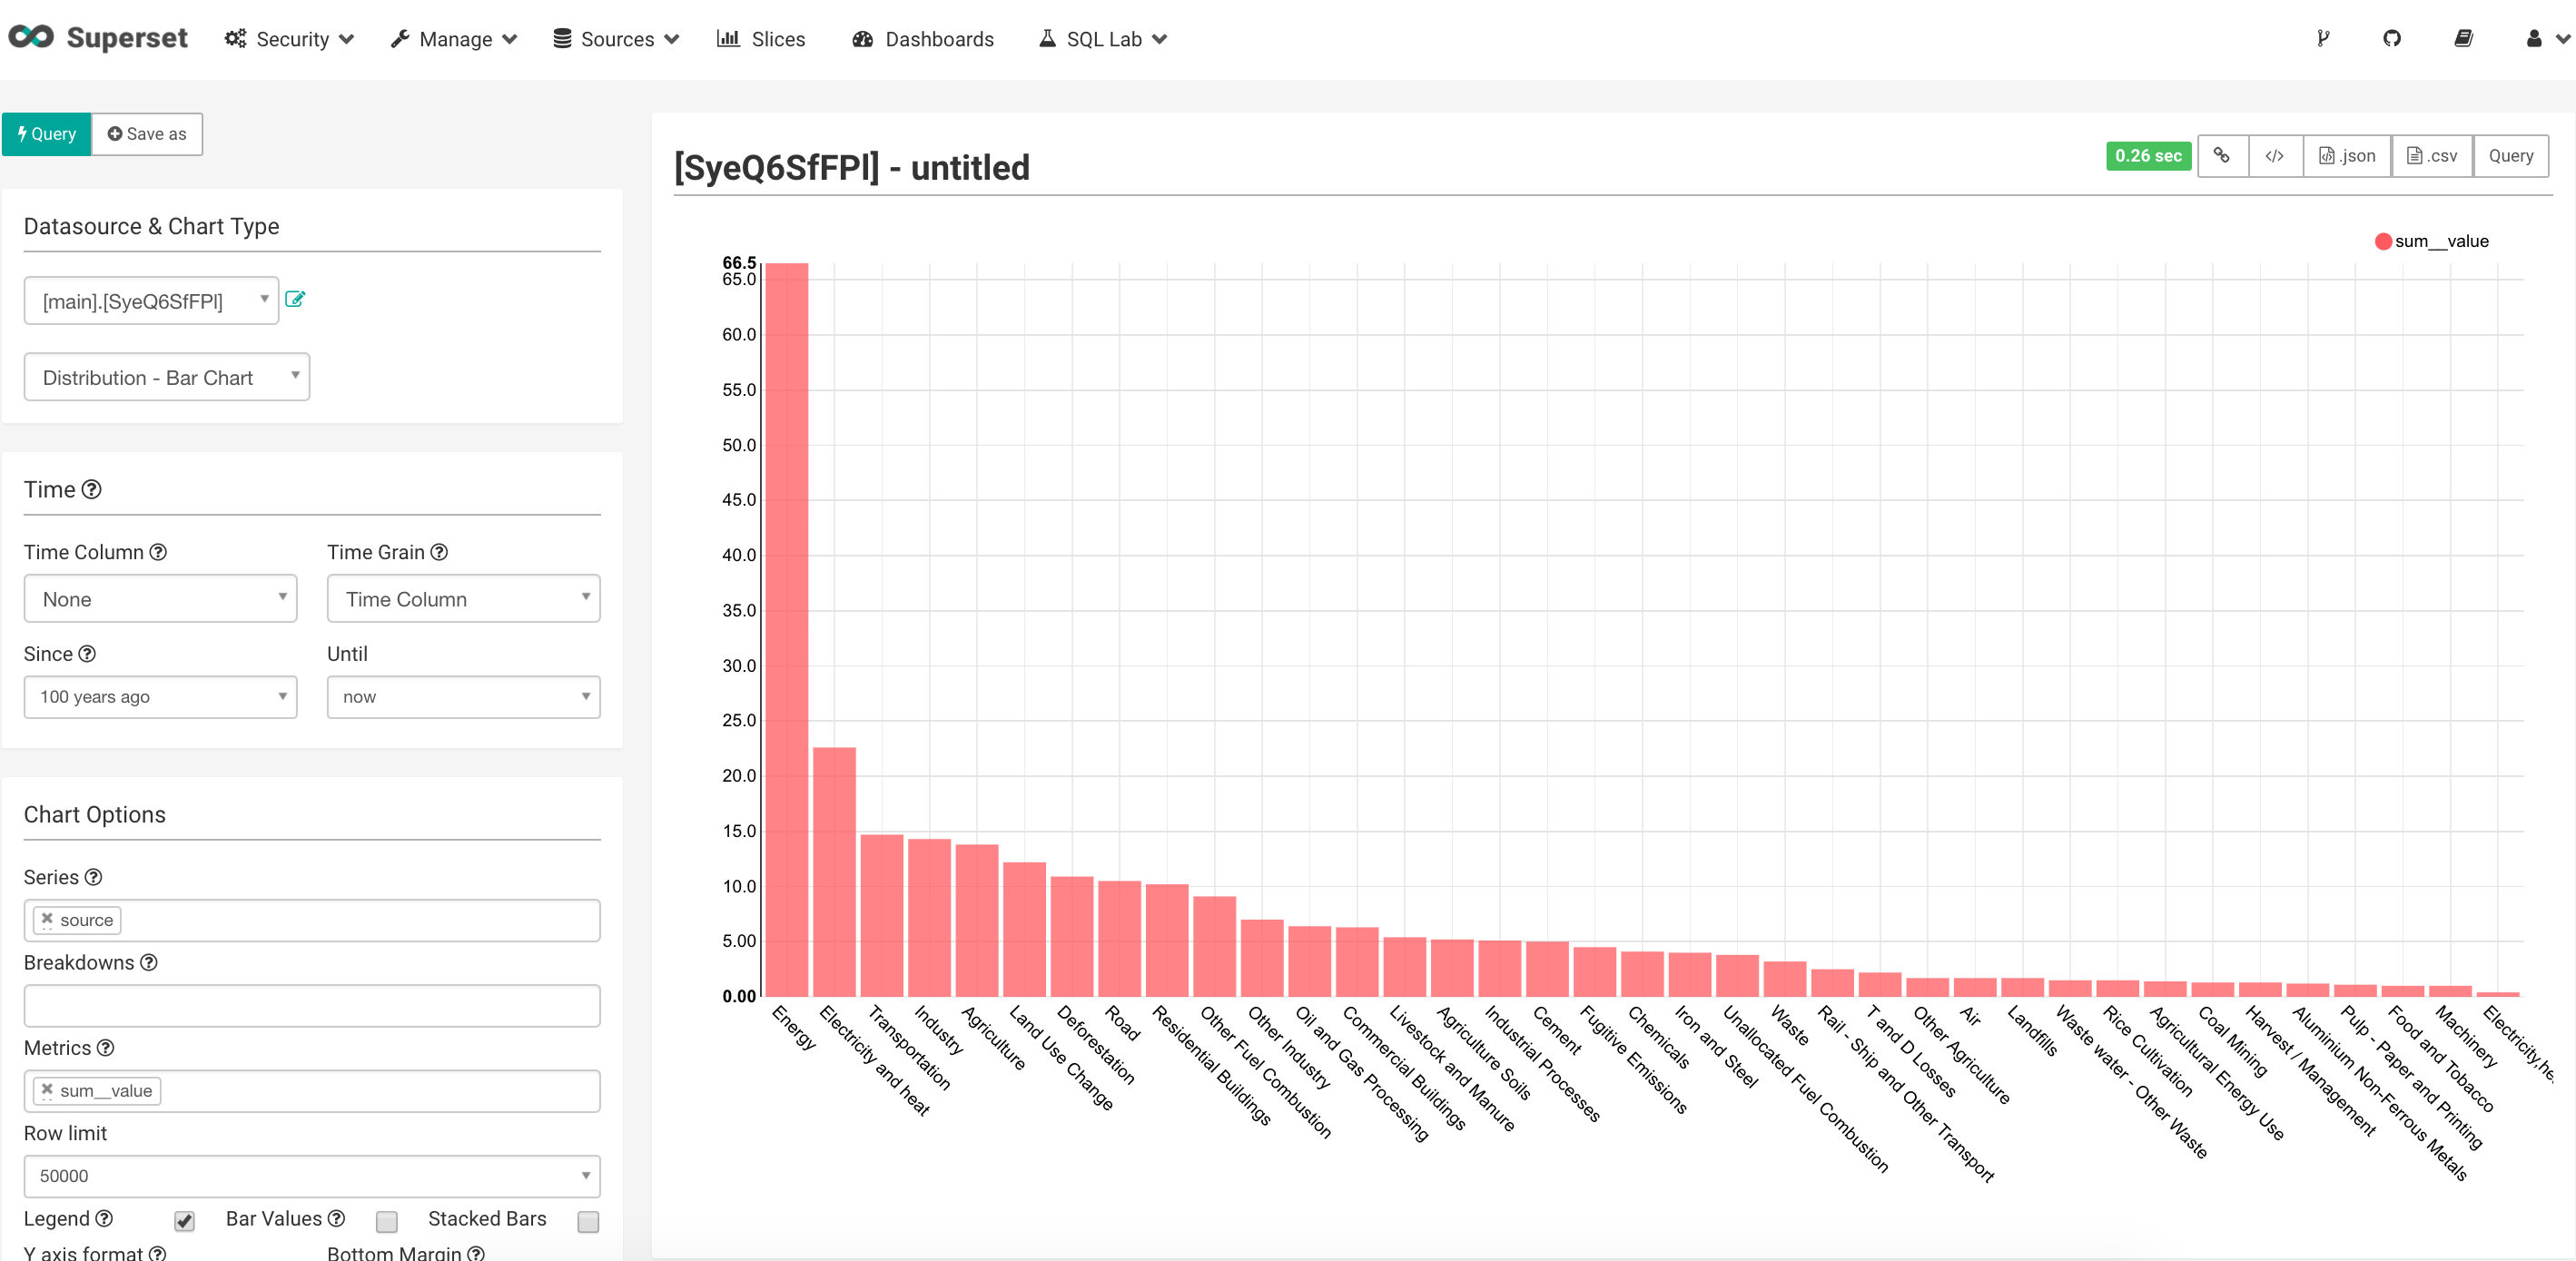 Superset Security Manage Sources Slices Dashboards SQL Lab
Query Save as
Datasource & Chart Type
[main].[SyeQ6SfFPl]
Distribution - Bar Chart
Time
Time Column Time Grain
None Time Column
Since Until
100 years ago now
Chart Options
Series
source
Breakdowns
Metrics
sum__value
Row limit
50000
Legend Bar Values Stacked Bars
Y axis format Bottom Margin
[SyeQ6SfFPl] - untitled
0.26 sec </> .json .csv Query
sum__value
66.5
65.0
60.0
55.0
50.0
45.0
40.0
35.0
30.0
25.0
20.0
15.0
10.0
5.00
0.00
Energy
Electricity and heat
Transportation
Industry
Agriculture
Land Use Change
Deforestation
Road
Residential Buildings
Other Fuel Combustion
Other Industry
Oil and Gas Processing
Commercial Buildings
Livestock and Manure
Agriculture Soils
Industrial Processes
Cement
Fugitive Emissions
Chemicals
Iron and Steel
Unallocated Fuel Combustion
Waste
Rail - Ship and Other Transport
T and D Losses
Other Agriculture
Air
Landfills
Waste water - Other Waste
Rice Cultivation
Agricultural Energy Use
Coal Mining
Harvest / Management
Aluminium Non-Ferrous Metals
Pulp - Paper and Printing
Food and Tobacco
Machinery
Electricity,he